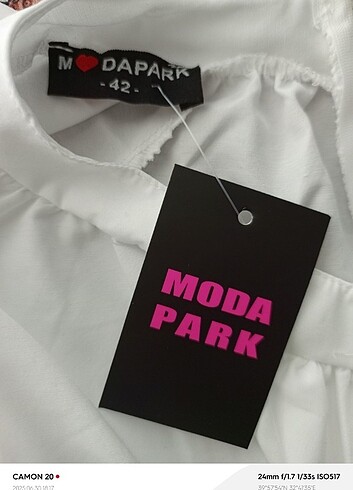 M❤DAPARK
- 42 -
MODA
PARK
CAMON 20
24mm f/1.7 1/33s ISO517